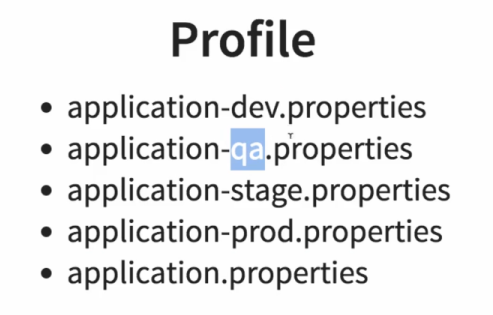 Profile
• application-dev.properties
• application-qa.properties
• application-stage.properties
• application-prod.properties
• application.properties